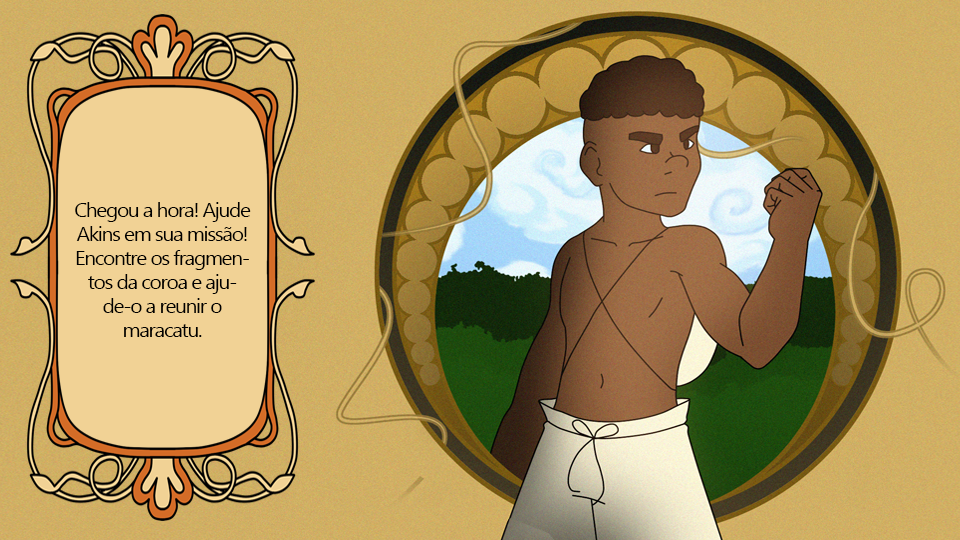 Chegou a hora! Ajude
Akins em sua missão!
Encontre os fragmen-
tos da coroa e aju-
de-o a reunir o
maracatu.